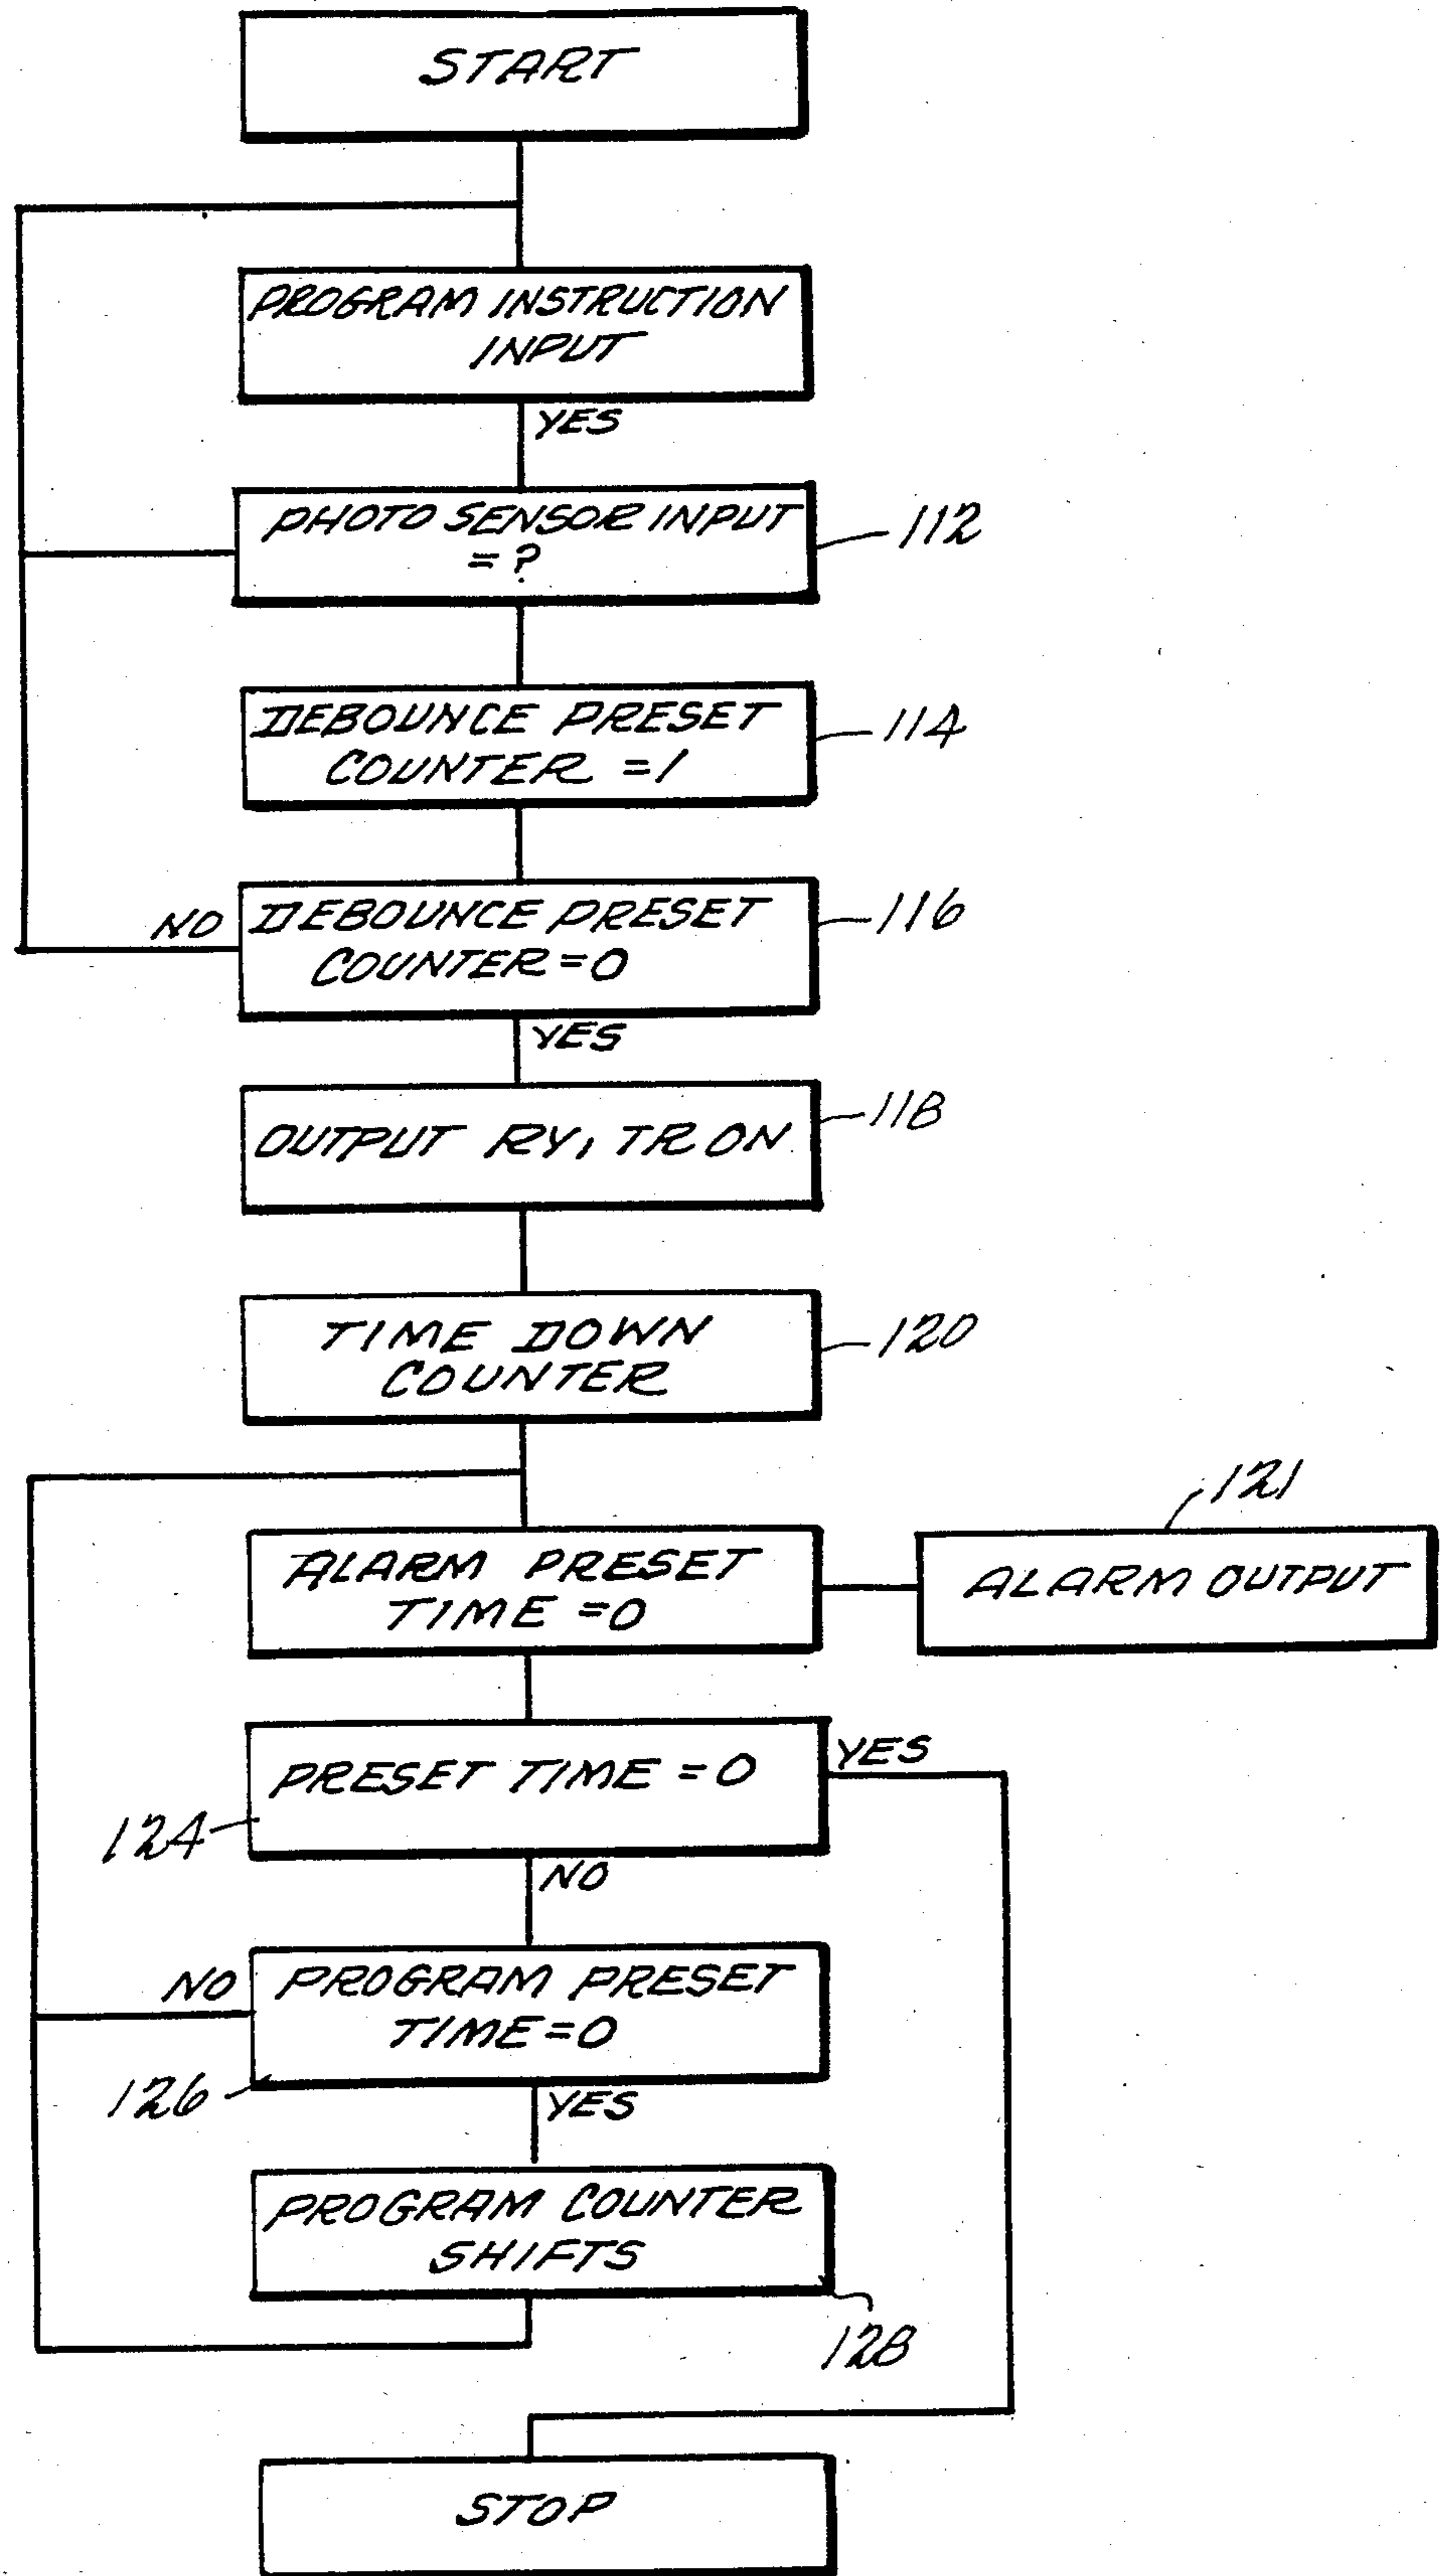 START
PROGRAM INSTRUCTION
INPUT
YES
PHOTO SENSOR INPUT
= ?
112
DEBOUNCE PRESET
COUNTER =1
114
NO
DEBOUNCE PRESET
COUNTER=0
116
YES
OUTPUT RY, TR ON
118
TIME DOWN
COUNTER
120
ALARM PRESET
TIME =0
121
ALARM OUTPUT
PRESET TIME =0
YES
124
NO
NO
PROGRAM PRESET
TIME=0
126
YES
PROGRAM COUNTER
SHIFTS
128
STOP